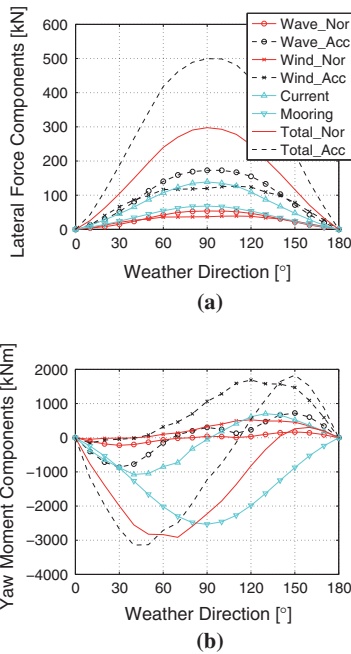 600
500
400
300
200
100
0
Lateral Force Components [kN]
Wave_Nor
Wave_Acc
Wind_Nor
Wind_Acc
Current
Mooring
Total_Nor
Total_Acc
0 30 60 90 120 150 180
Weather Direction [°]
(a)
2000
1000
0
−1000
−2000
−3000
−4000
Yaw Moment Components [kNm]
0 30 60 90 120 150 180
Weather Direction [°]
(b)